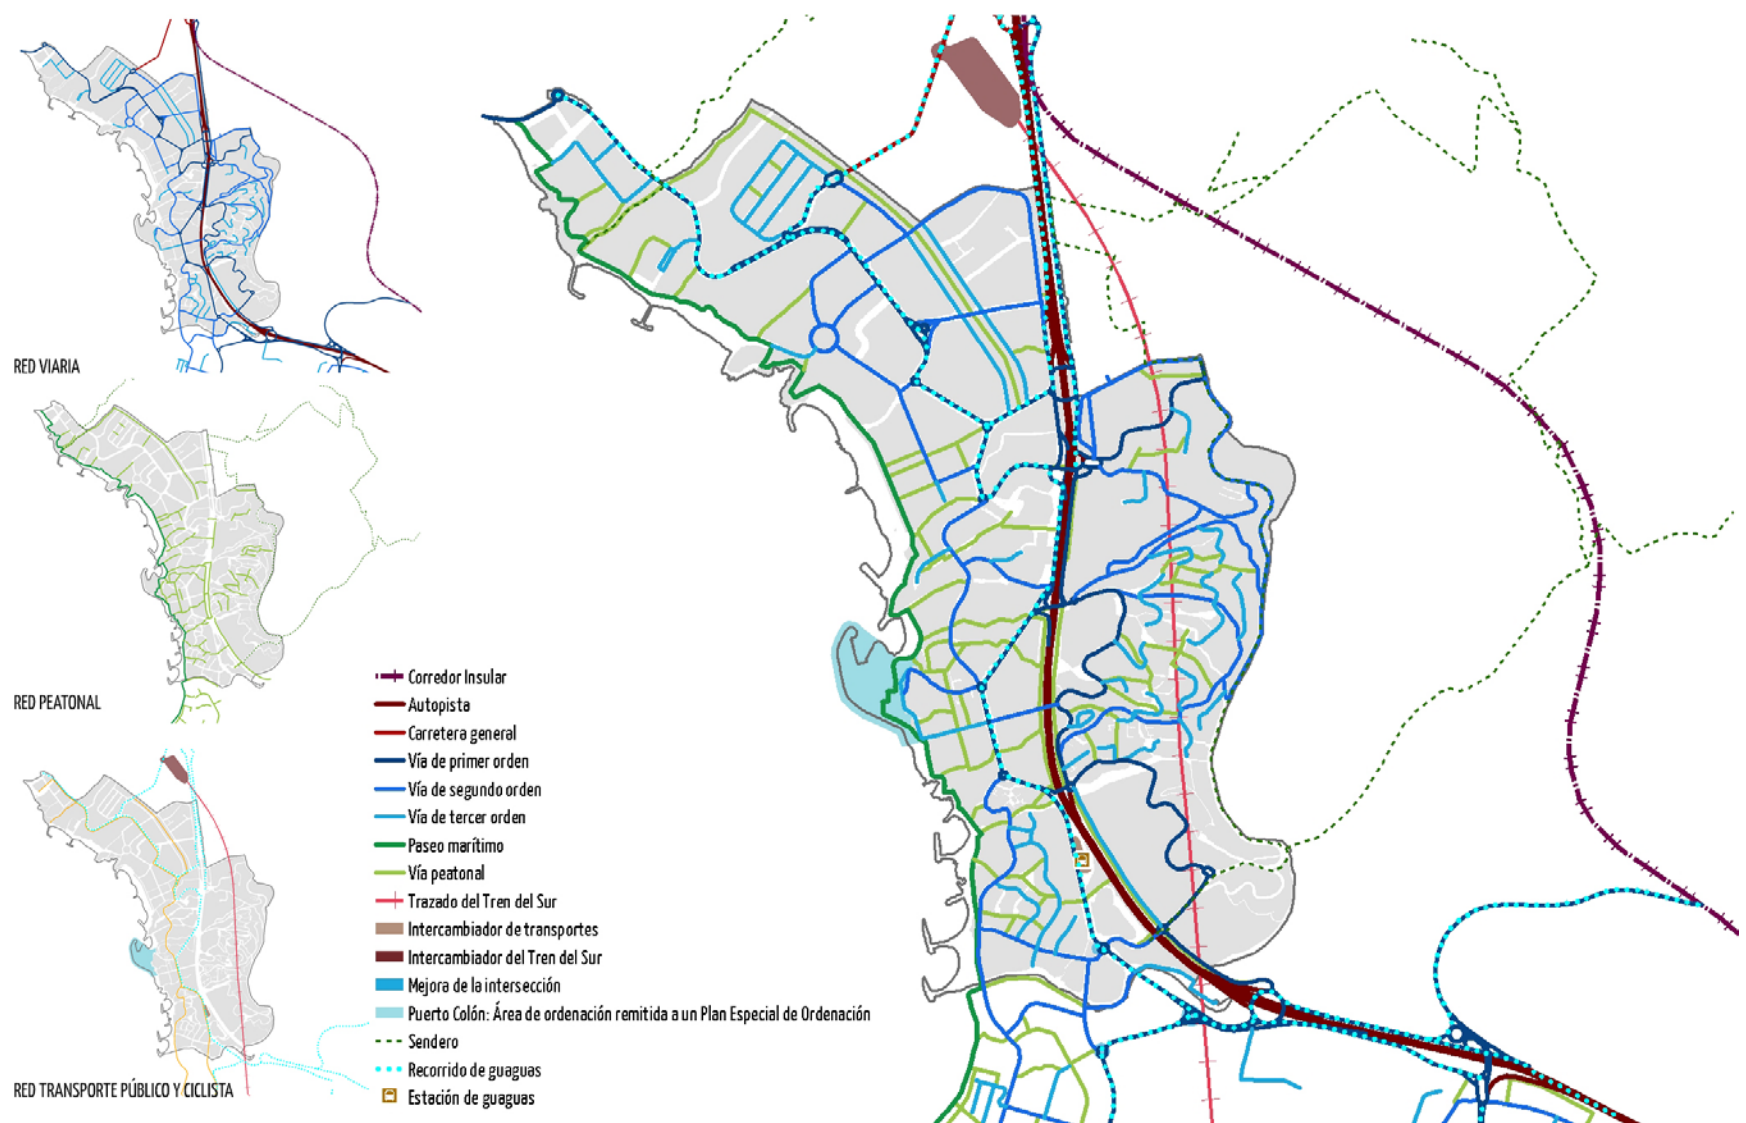 RED VIARIA
RED PEATONAL
RED TRANSPORTE PÚBLICO Y CICLISTA
Corredor Insular
Autopista
Carretera general
Vía de primer orden
Vía de segundo orden
Vía de tercer orden
Paseo marítimo
Vía peatonal
Trazado del Tren del Sur
Intercambiador de transportes
Intercambiador del Tren del Sur
Mejora de la intersección
Puerto Colón: Área de ordenación remitida a un Plan Especial de Ordenación
Sendero
Recorrido de guaguas
Estación de guaguas